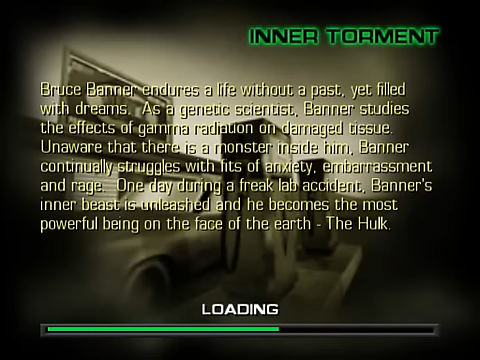 INNER TORMENT
Bruce Banner endures a life without a past, yet filled
with dreams.  As a genetic scientist, Banner studies
the effects of gamma radiation on damaged tissue.
Unaware that there is a monster inside him, Banner
continually struggles with fits of anxiety, embarrassment
and rage.  One day during a freak lab accident, Banner's
inner beast is unleashed and he becomes the most
powerful being on the face of the earth - The Hulk.
LOADING